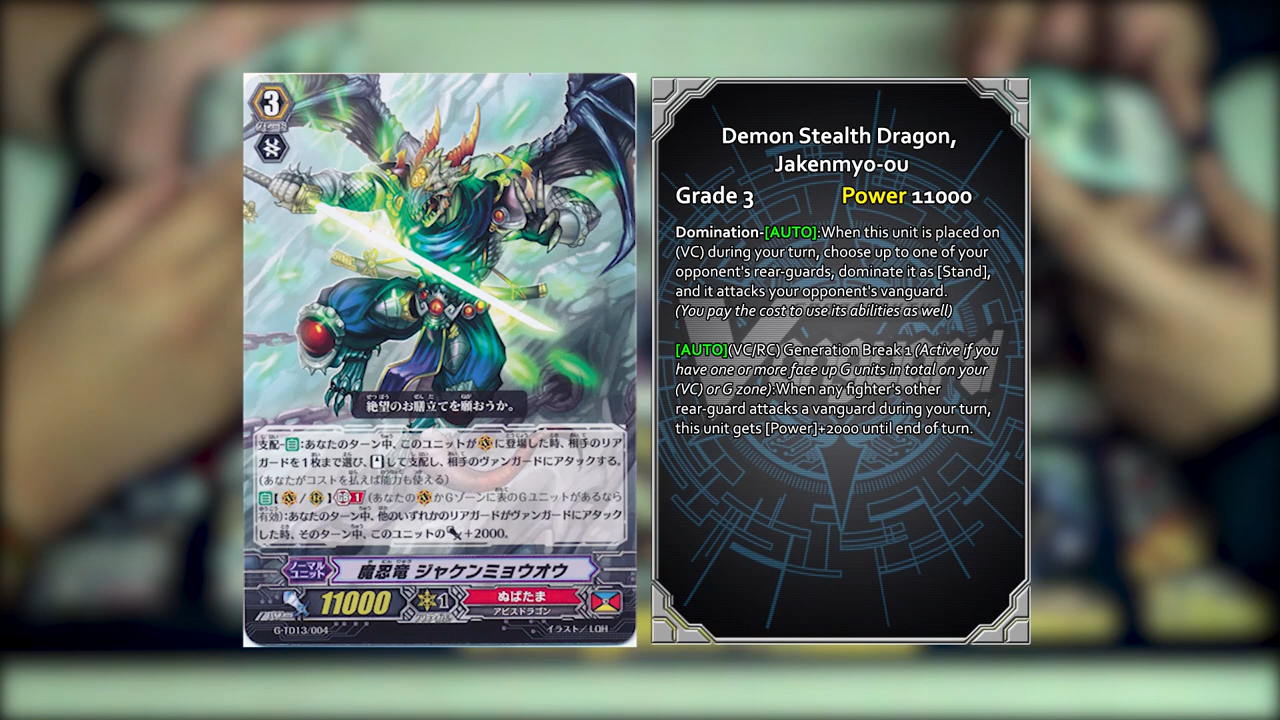 3
グレード
絶望のお膳立てを願おうか。
支配-:あなたのターン中、このユニットが に登場した時、相手のリア
ガードを1枚まで選び、 して支配し、相手のヴァンガードにアタックする。
(あなたがコストを払えば能力も使える)
【 / 】 GB 1 (あなたの かGゾーンに表のGユニットがあるなら
有効):あなたのターン中、他のいずれかのリアガードがヴァンガードにアタック
した時、そのターン中、このユニットの +2000。
ノーマル
ユニット
魔忍竜 ジャケンミョウオウ
11000
1
ぬばたま
アビスドラゴン
パワー
クリティカル
G-TD13/004
イラスト/LQH
Demon Stealth Dragon,
Jakenmyo-ou
Grade 3 Power 11000
Domination-[AUTO]:When this unit is placed on
(VC) during your turn, choose up to one of your
opponent's rear-guards, dominate it as [Stand],
and it attacks your opponent's vanguard.
(You pay the cost to use its abilities as well)
[AUTO](VC/RC) Generation Break 1 (Active if you
have one or more face up G units in total on your
(VC) or G zone):When any fighter's other
rear-guard attacks a vanguard during your turn,
this unit gets [Power]+2000 until end of turn.